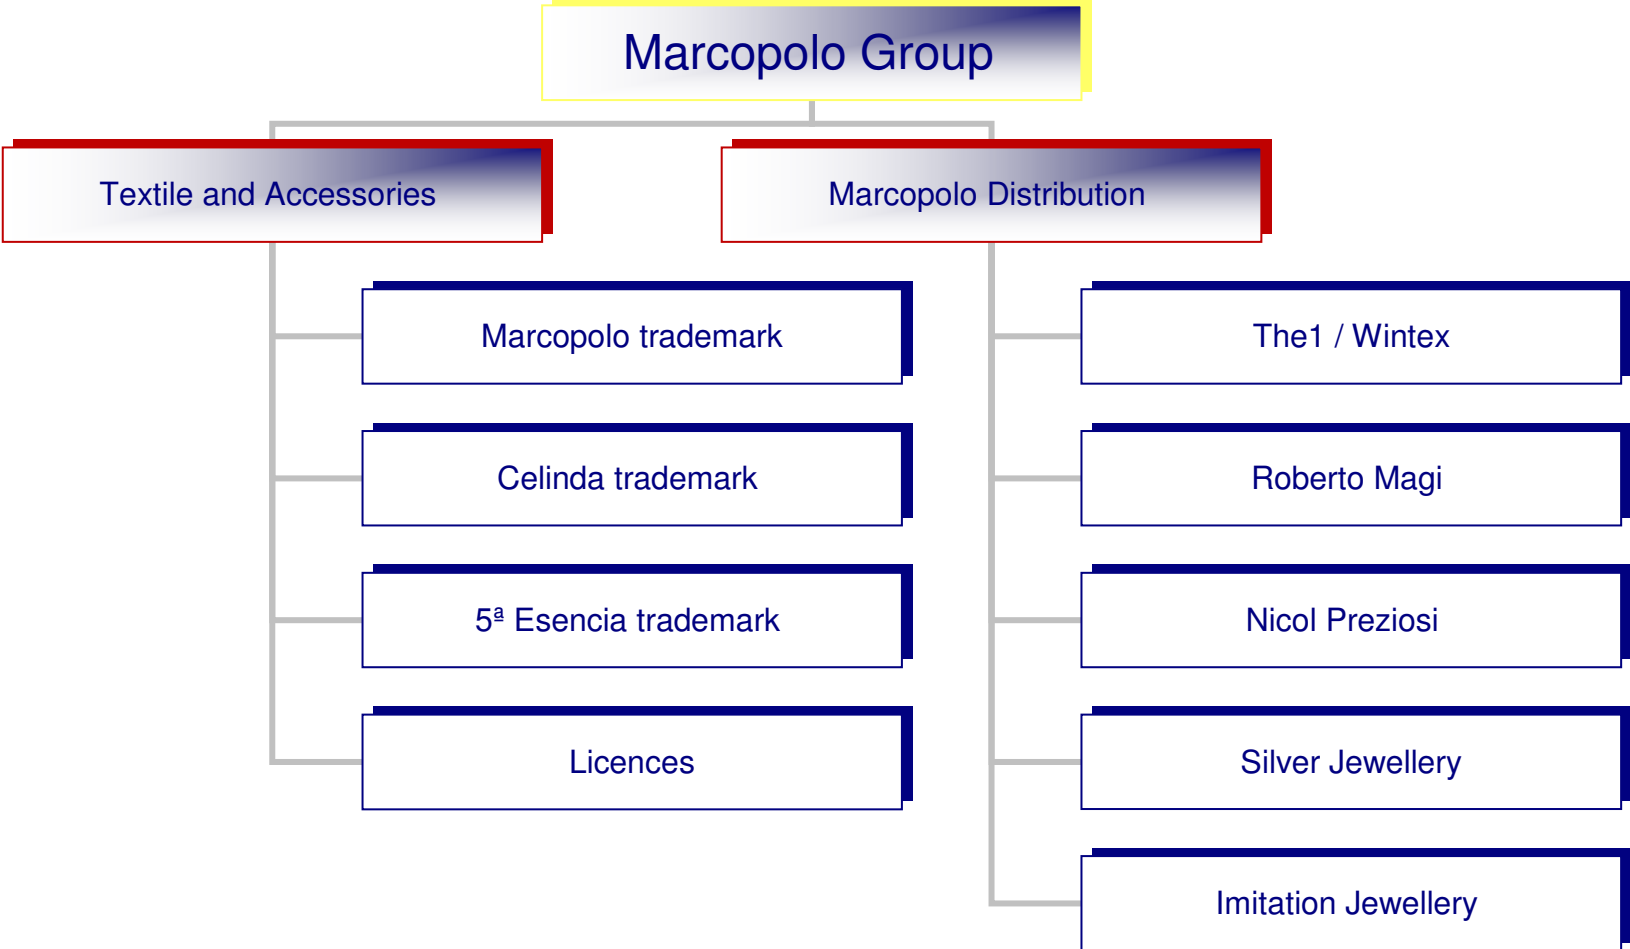 Marcopolo Group
Textile and Accessories
Marcopolo Distribution
Marcopolo trademark
Celinda trademark
5ª Esencia trademark
Licences
The1 / Wintex
Roberto Magi
Nicol Preziosi
Silver Jewellery
Imitation Jewellery